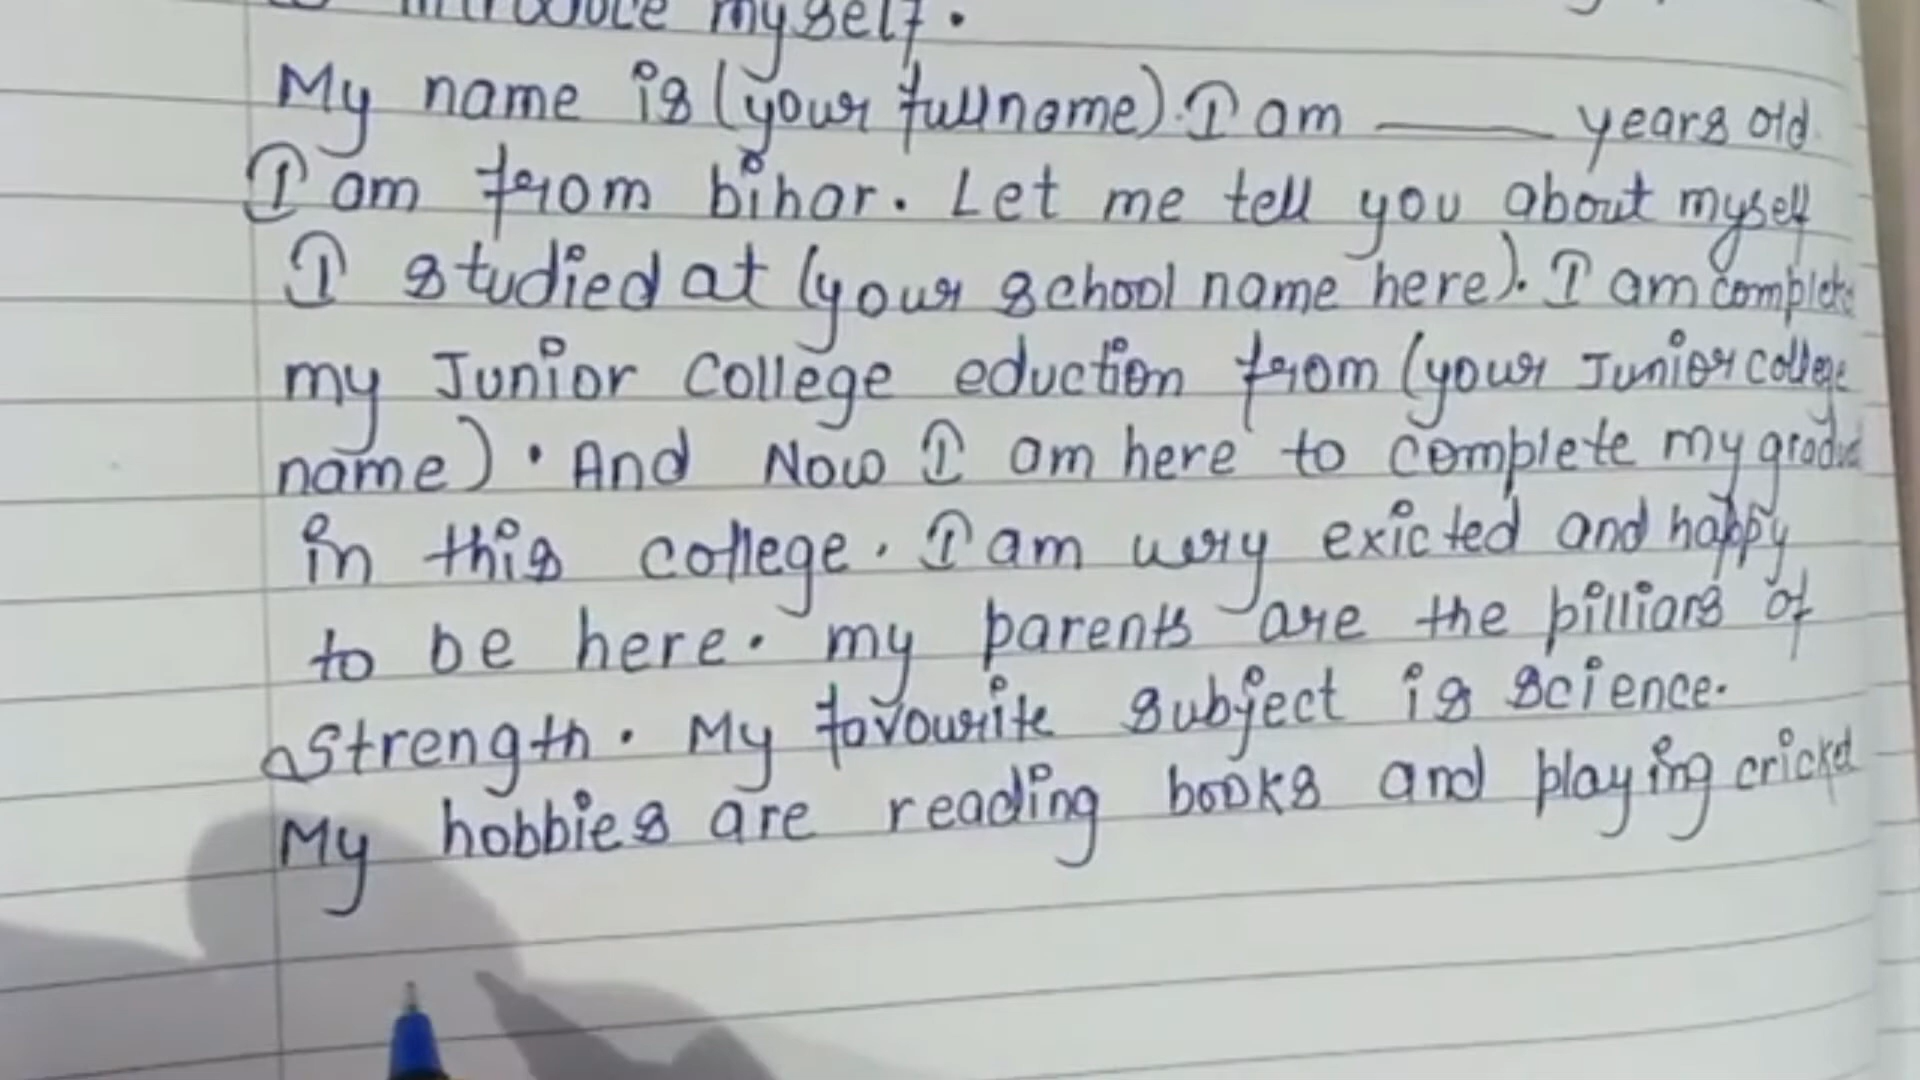 introduce myself.
My name is (your fullname). I am ____ years old.
I am from bihar. Let me tell you about myself
I studied at (your school name here). I am complete
my Junior College eduction from (your Junior college
name). And Now I am here to complete my
in this college. I am very exicted and happy
to be here. my parents are the pilliars of
Strength. My favourite subject is science.
My hobbies are reading books and playing cricket